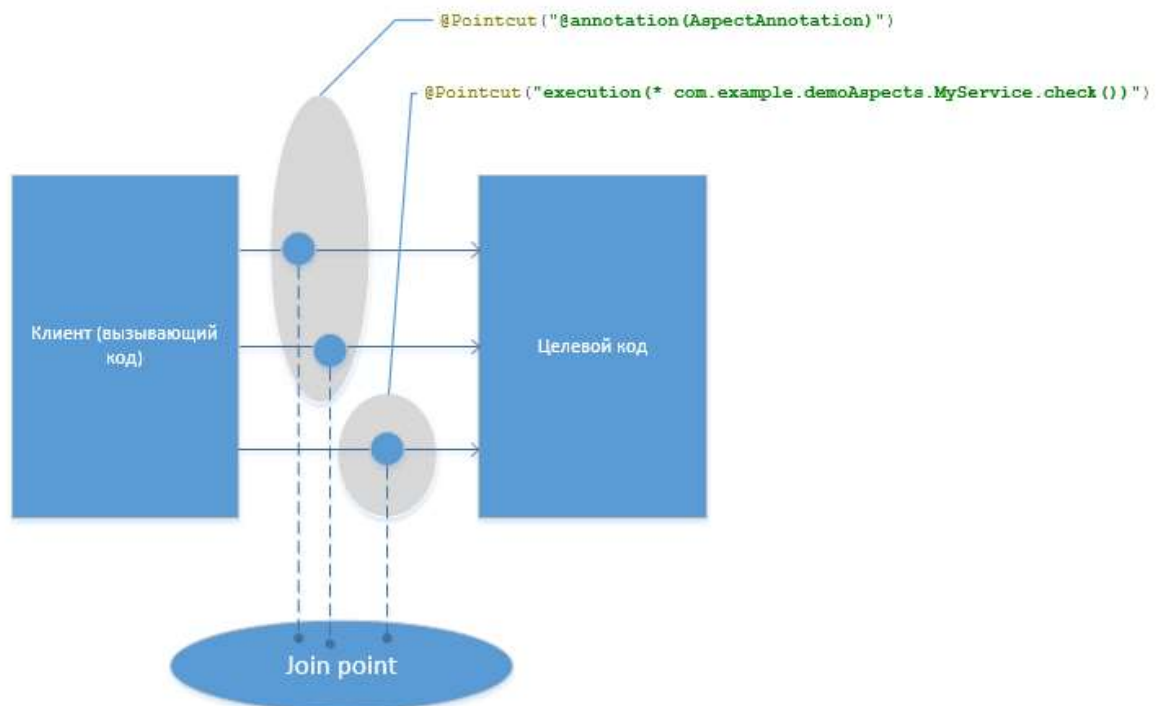 @Pointcut("@annotation(AspectAnnotation)")
@Pointcut("execution(* com.example.demoAspects.MyService.check())")
Клиент (вызывающий
код)
Целевой код
Join point